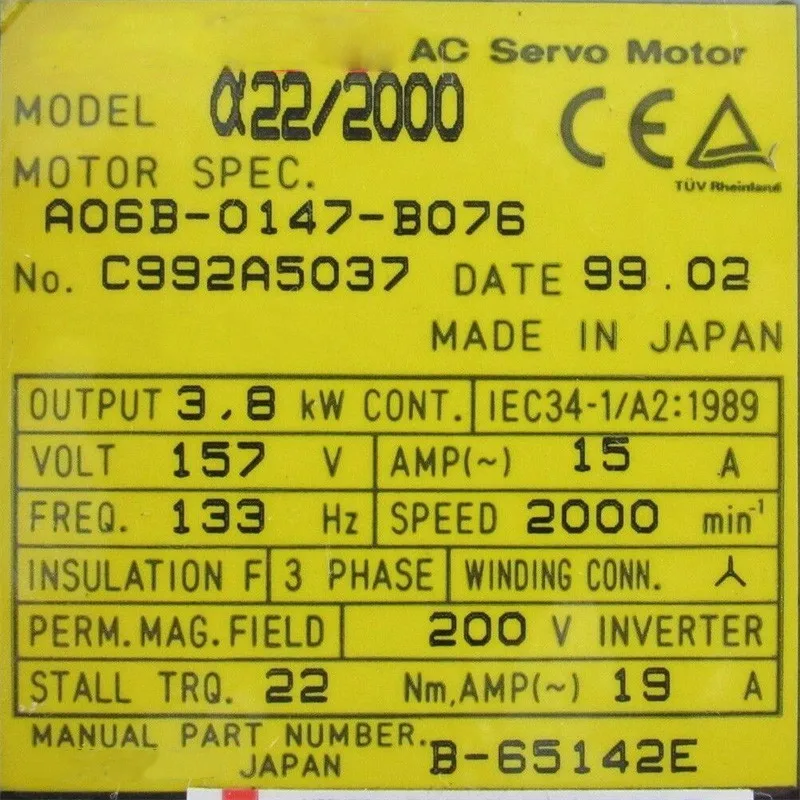 AC Servo Motor
MODEL α22/2000
CE
TÜV Rheinland
MOTOR SPEC.
A06B-0147-B076
No. C992A5037 DATE 99.02
MADE IN JAPAN
OUTPUT 3.8 kW CONT. IEC34-1/A2:1989
VOLT 157 V AMP(~) 15 A
FREQ. 133 Hz SPEED 2000 min⁻¹
INSULATION F 3 PHASE WINDING CONN.
PERM.MAG.FIELD 200 V INVERTER
STALL TRQ. 22 Nm,AMP(~) 19 A
MANUAL PART NUMBER.
JAPAN B-65142E